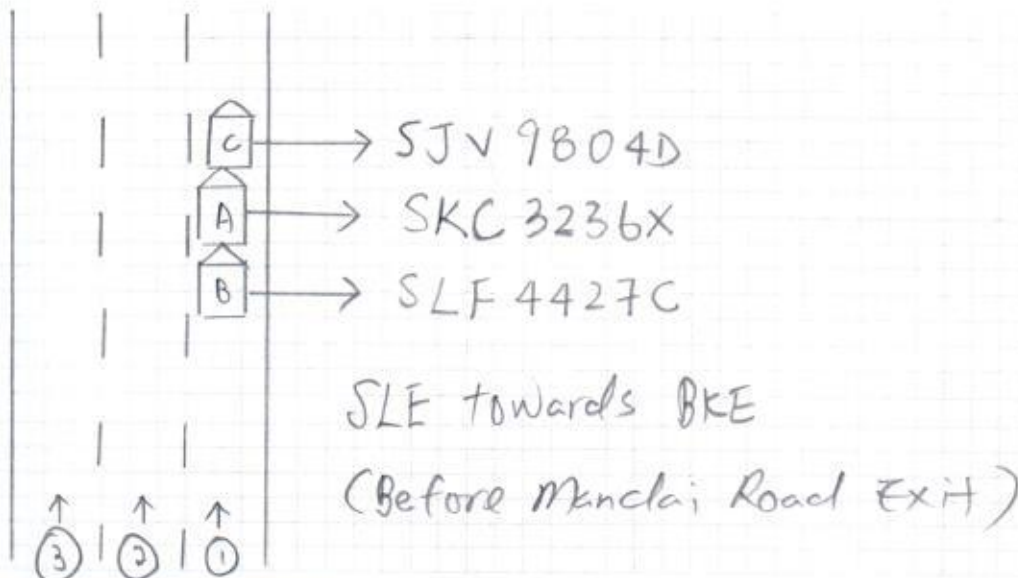 C SJV 9804D
A SKC 3236X
B SLF 4427C
SLE towards BKE
(Before Mandai Road Exit)
3 2 1